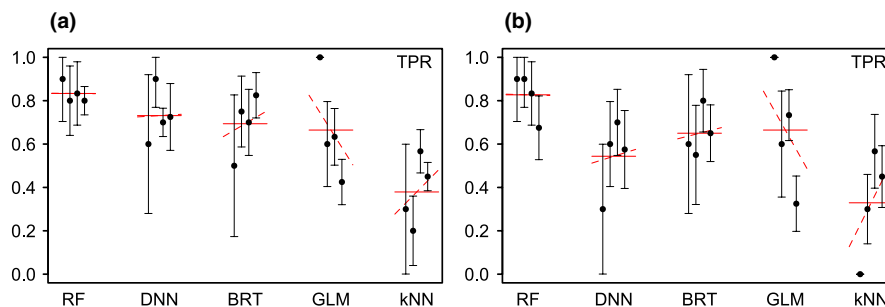 (a) (b)
TPR TPR
1.0 1.0
0.8 0.8
0.6 0.6
0.4 0.4
0.2 0.2
0.0 0.0
RF DNN BRT GLM kNN RF DNN BRT GLM kNN